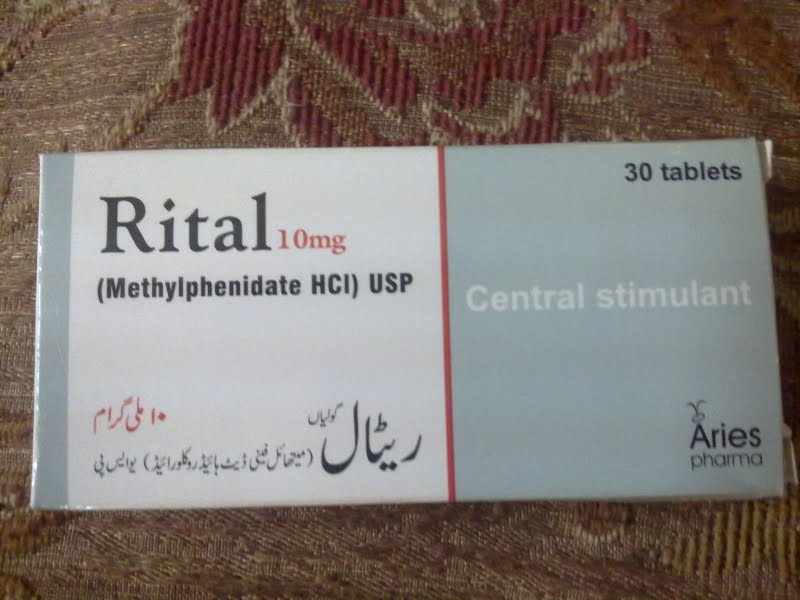 30 tablets
Rital 10mg
(Methylphenidate HCl) USP
Central stimulant
۱۰ ملی گرام
ریٹال گولیاں
(میتھائل فینی ڈیٹ ہائیڈروکلورائیڈ) یو ایس پی
Aries
pharma